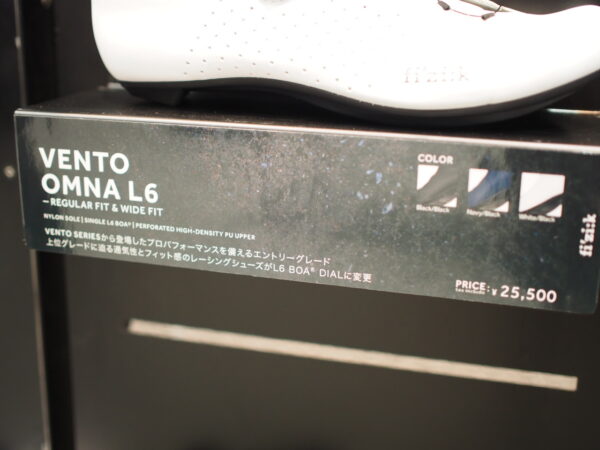 fi'zi:k
VENTO
OMNA L6
–REGULAR FIT & WIDE FIT
NYLON SOLE | SINGLE L6 BOA® | PERFORATED HIGH-DENSITY PU UPPER
VENTO SERIESから登場したプロパフォーマンスを備えるエントリーグレード
上位グレードに迫る通気性とフィット感のレーシングシューズがL6 BOA® DIALに変更
COLOR
Black/Black
Navy/Black
White/Black
fi'zi:k
PRICE: ¥ 25,500